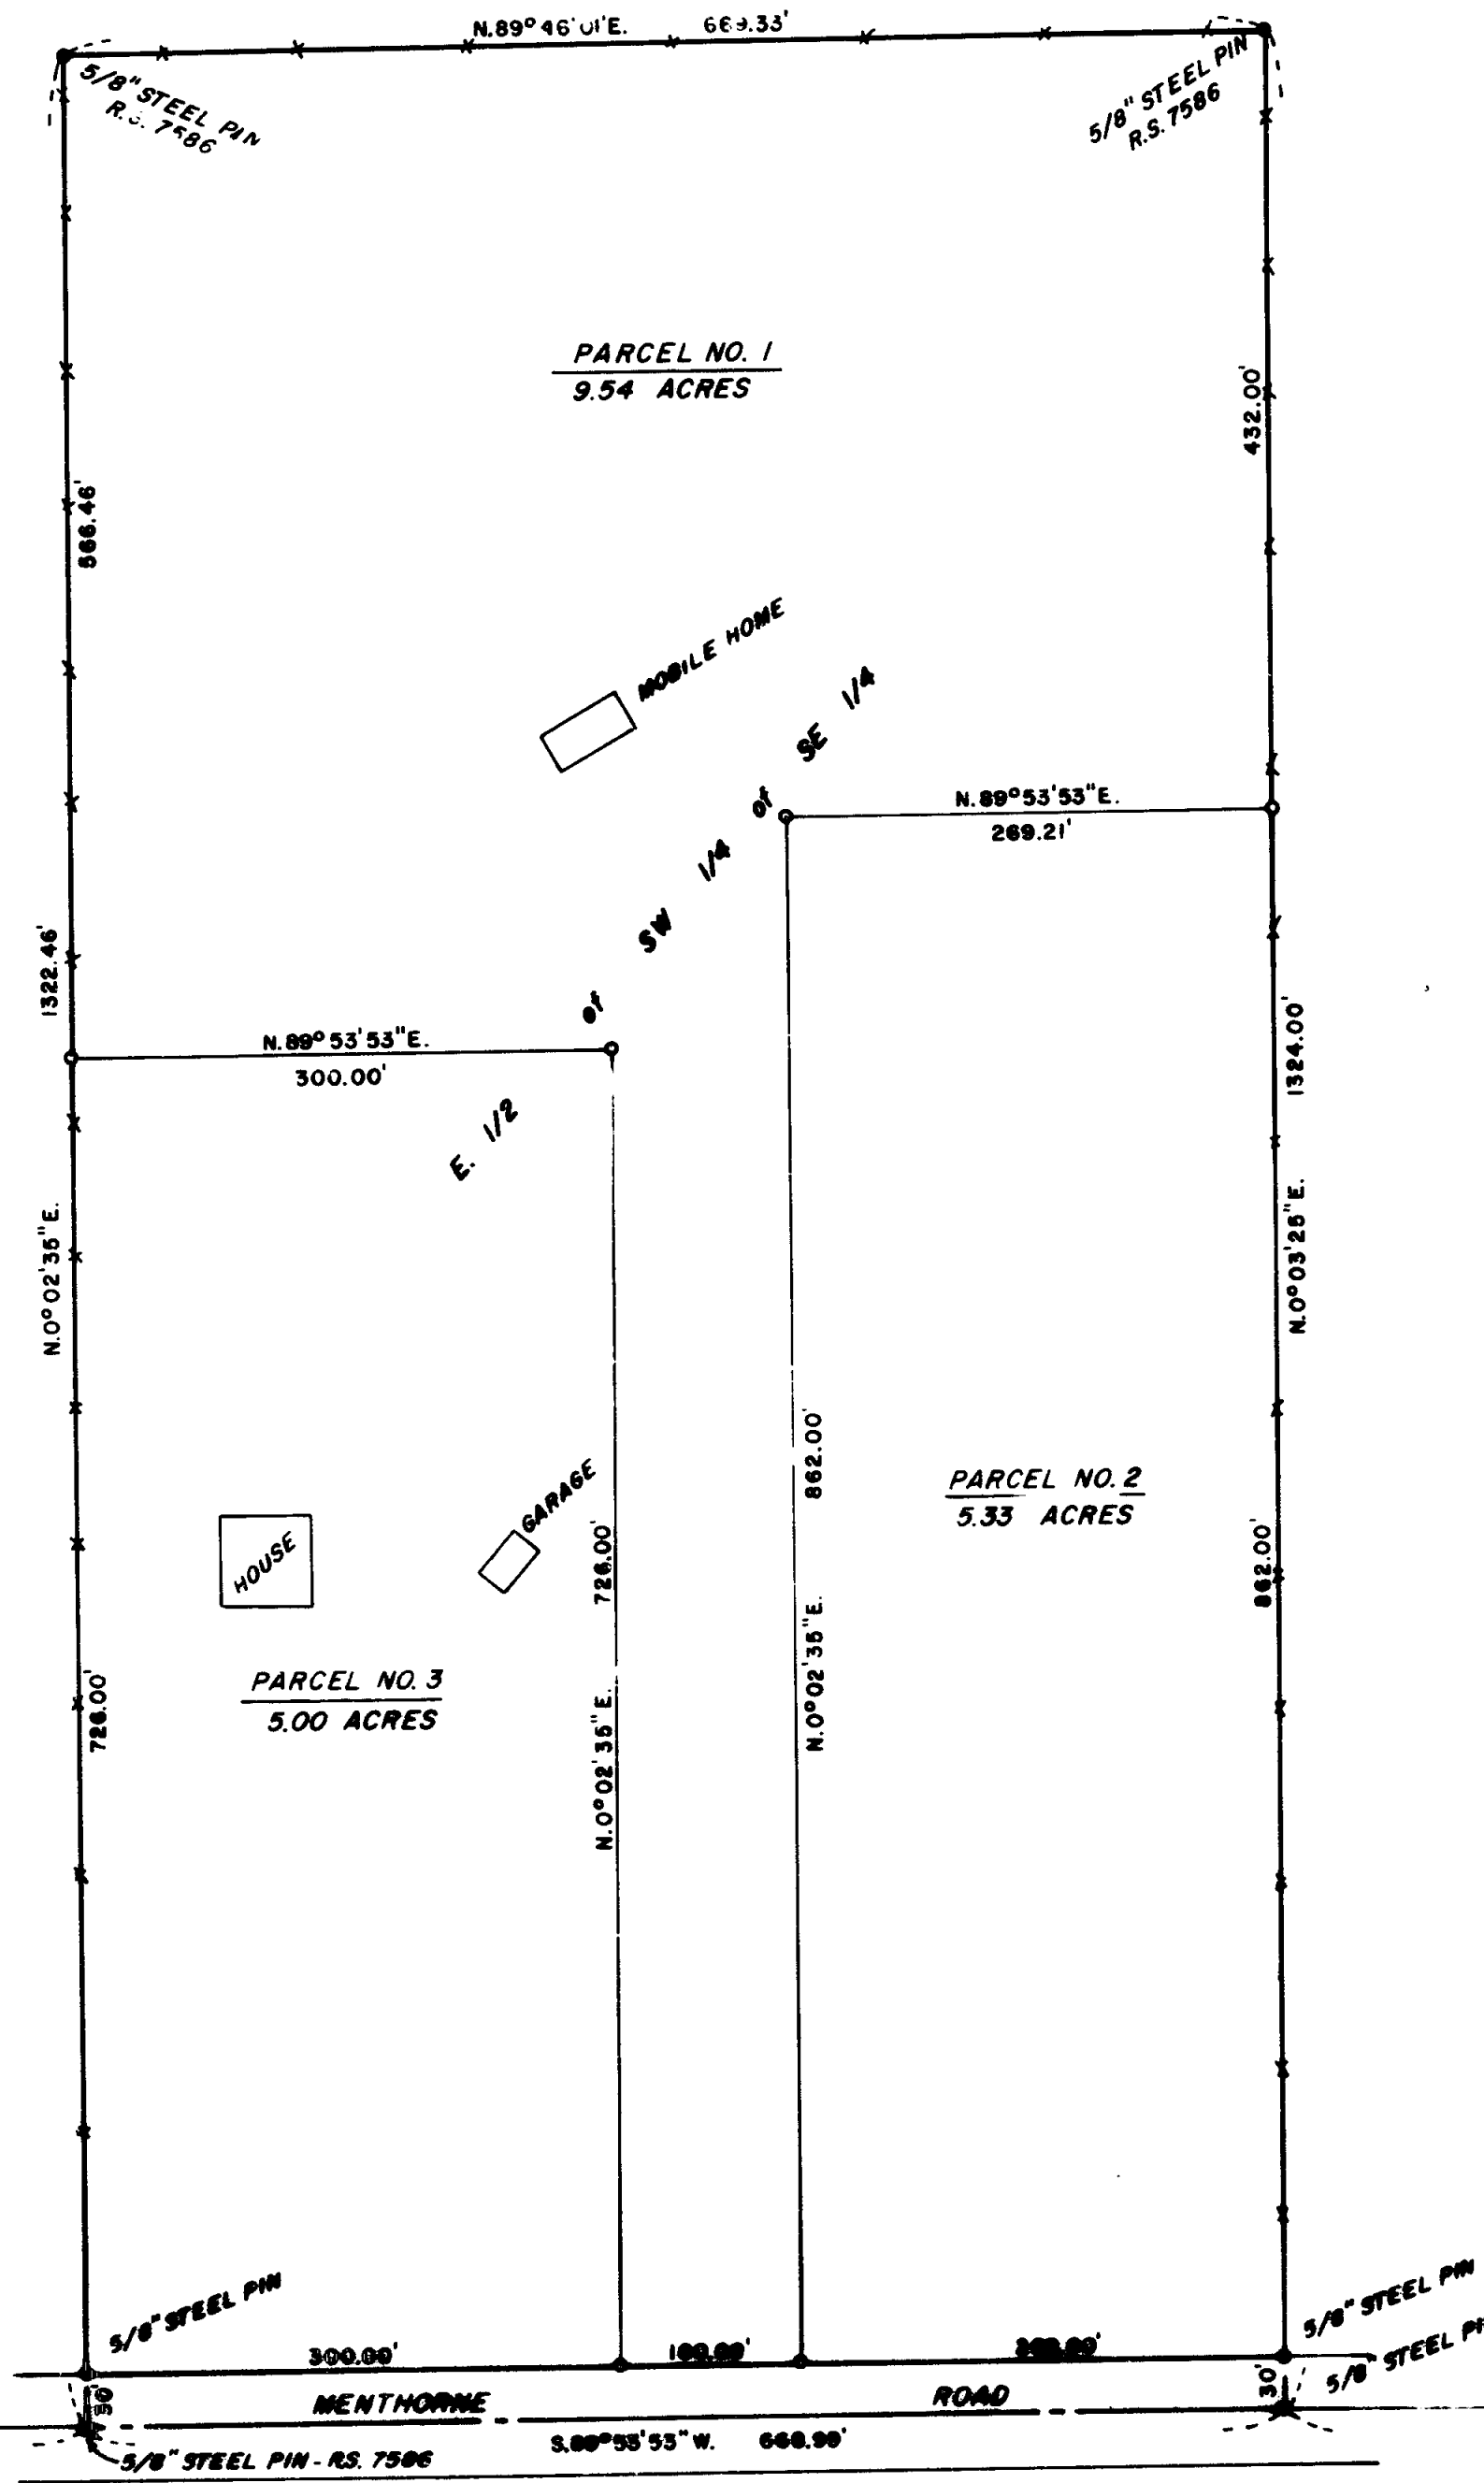 N.89° 46' 01"E. 669.33'
5/8" STEEL PIN
R.S. 7586
5/8" STEEL PIN
R.S. 7586
PARCEL NO. 1
9.54 ACRES
432.00'
566.46'
MOBILE HOME
E. 1/2 of SW 1/4 of SE 1/4
N.89°53'53"E.
269.21'
1322.46'
N.89°53'53"E.
300.00'
1324.00'
N.0°02'35"E.
N.0°03'25"E.
862.00'
PARCEL NO. 2
5.33 ACRES
GARAGE
HOUSE
726.00'
862.00'
N.0°02'35"E.
PARCEL NO. 3
5.00 ACRES
726.00'
N.0°02'35"E.
5/8" STEEL PIN
5/8" STEEL PIN
5/8" STEEL
300.00'
100.00'
30'
30'
MENTHORNE ROAD
53'53"W.
5/8" STEEL PIN - R.S. 7586